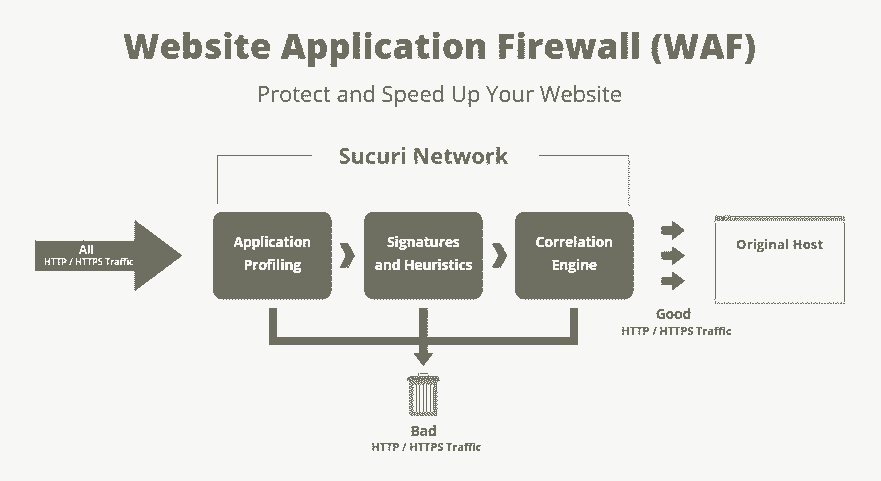 Website Application Firewall (WAF)
Protect and Speed Up Your Website
Sucuri Network
All
HTTP / HTTPS Traffic
Application
Profiling
Signatures
and Heuristics
Correlation
Engine
Original Host
Good
HTTP / HTTPS Traffic
Bad
HTTP / HTTPS Traffic